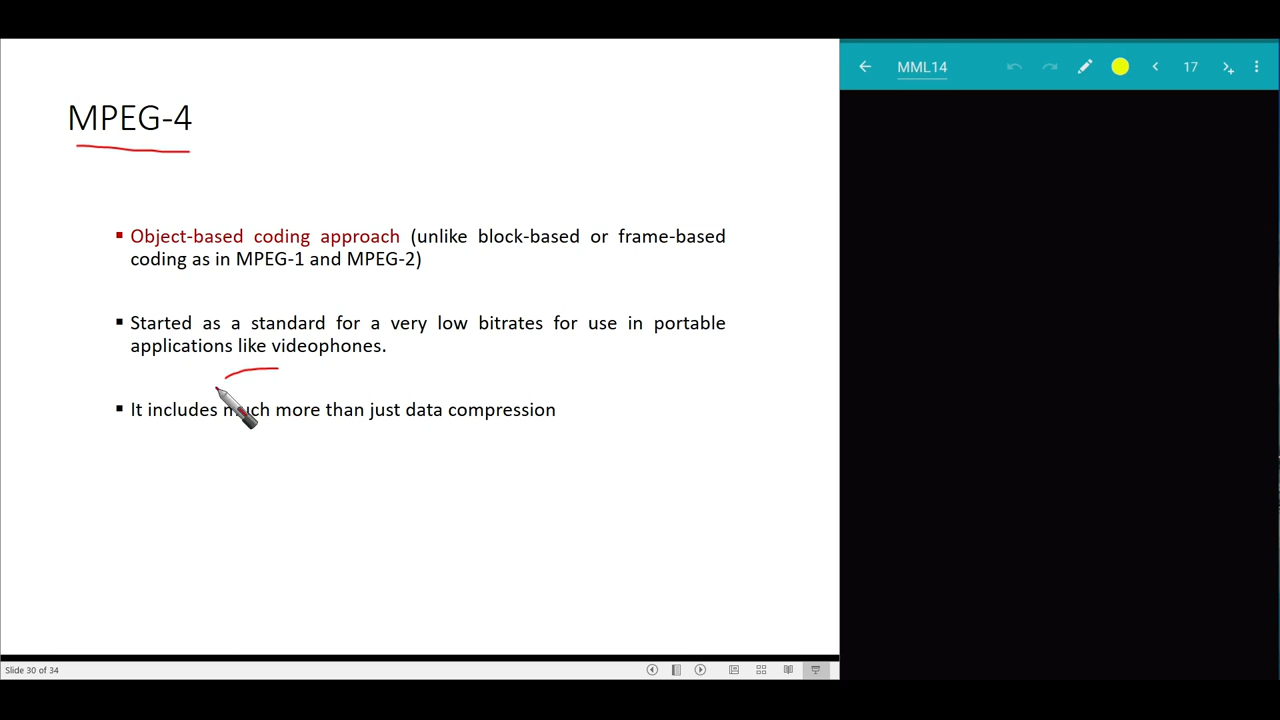 MPEG-4
▪ Object-based coding approach (unlike block-based or frame-based
coding as in MPEG-1 and MPEG-2)
▪ Started as a standard for a very low bitrates for use in portable
applications like videophones.
▪ It includes much more than just data compression
Slide 30 of 34
MML14
17